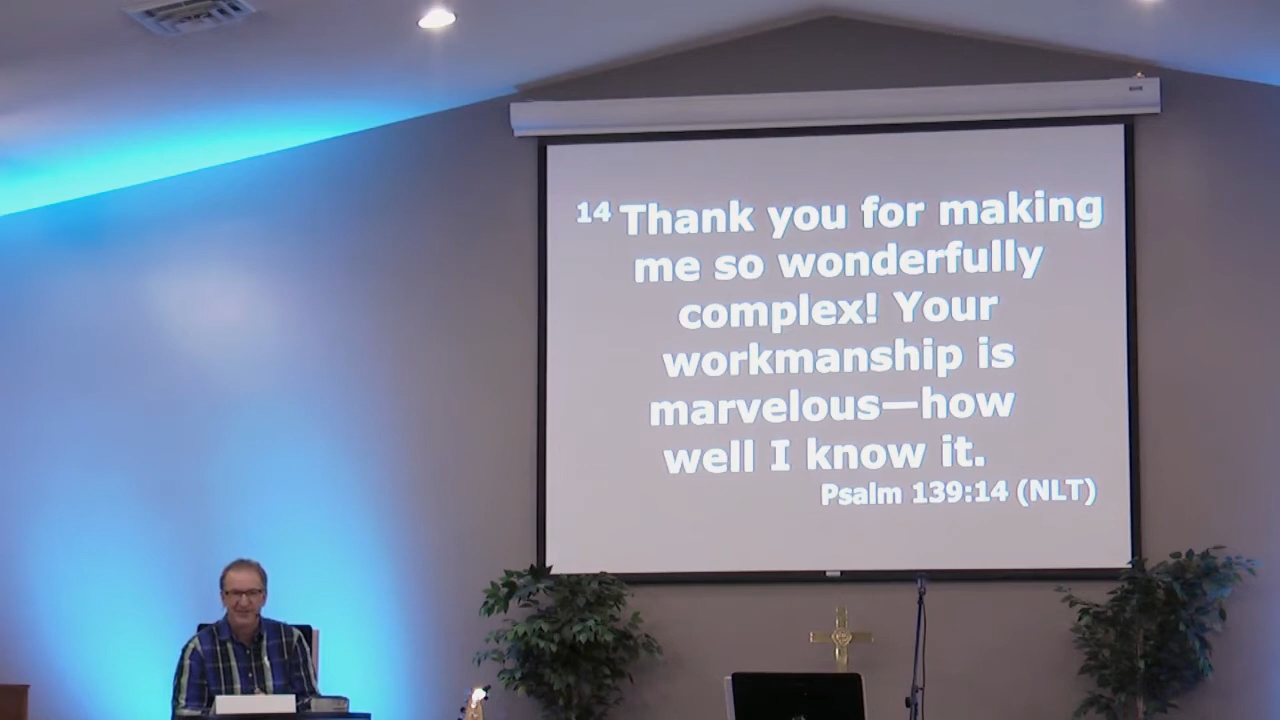 14 Thank you for making
me so wonderfully
complex! Your
workmanship is
marvelous—how
well I know it.
Psalm 139:14 (NLT)